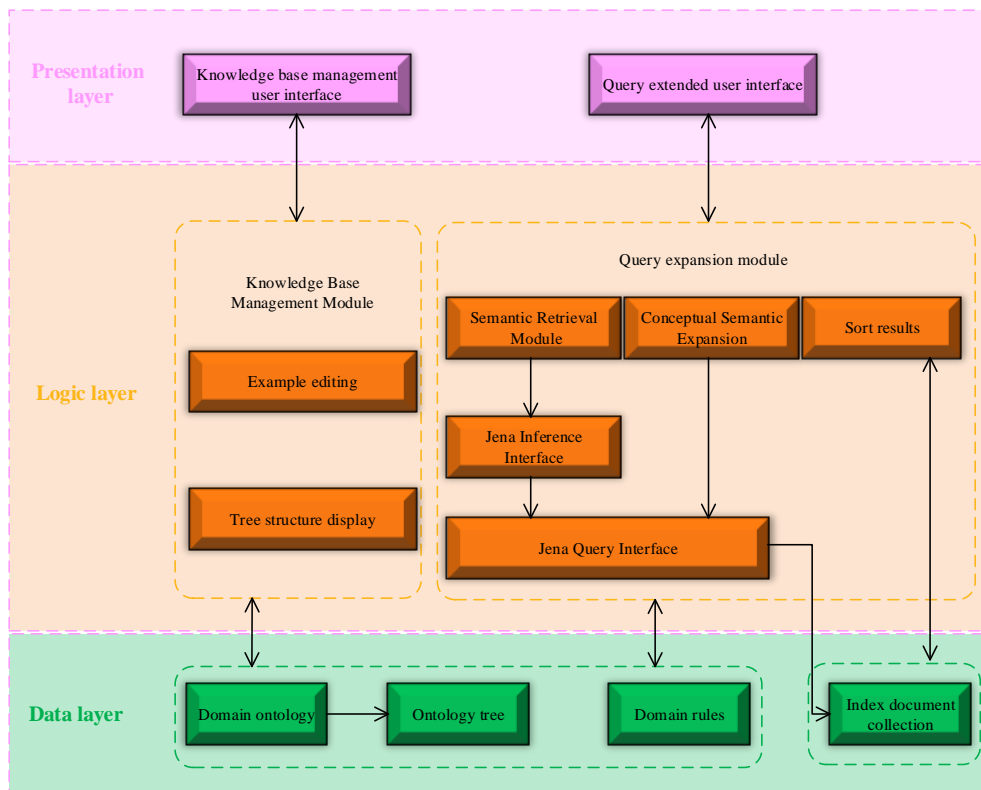 Presentation
layer
Knowledge base management
user interface
Query extended user interface
Logic layer
Knowledge Base
Management Module
Example editing
Tree structure display
Query expansion module
Semantic Retrieval
Module
Conceptual Semantic
Expansion
Sort results
Jena Inference
Interface
Jena Query Interface
Data layer
Domain ontology
Ontology tree
Domain rules
Index document
collection